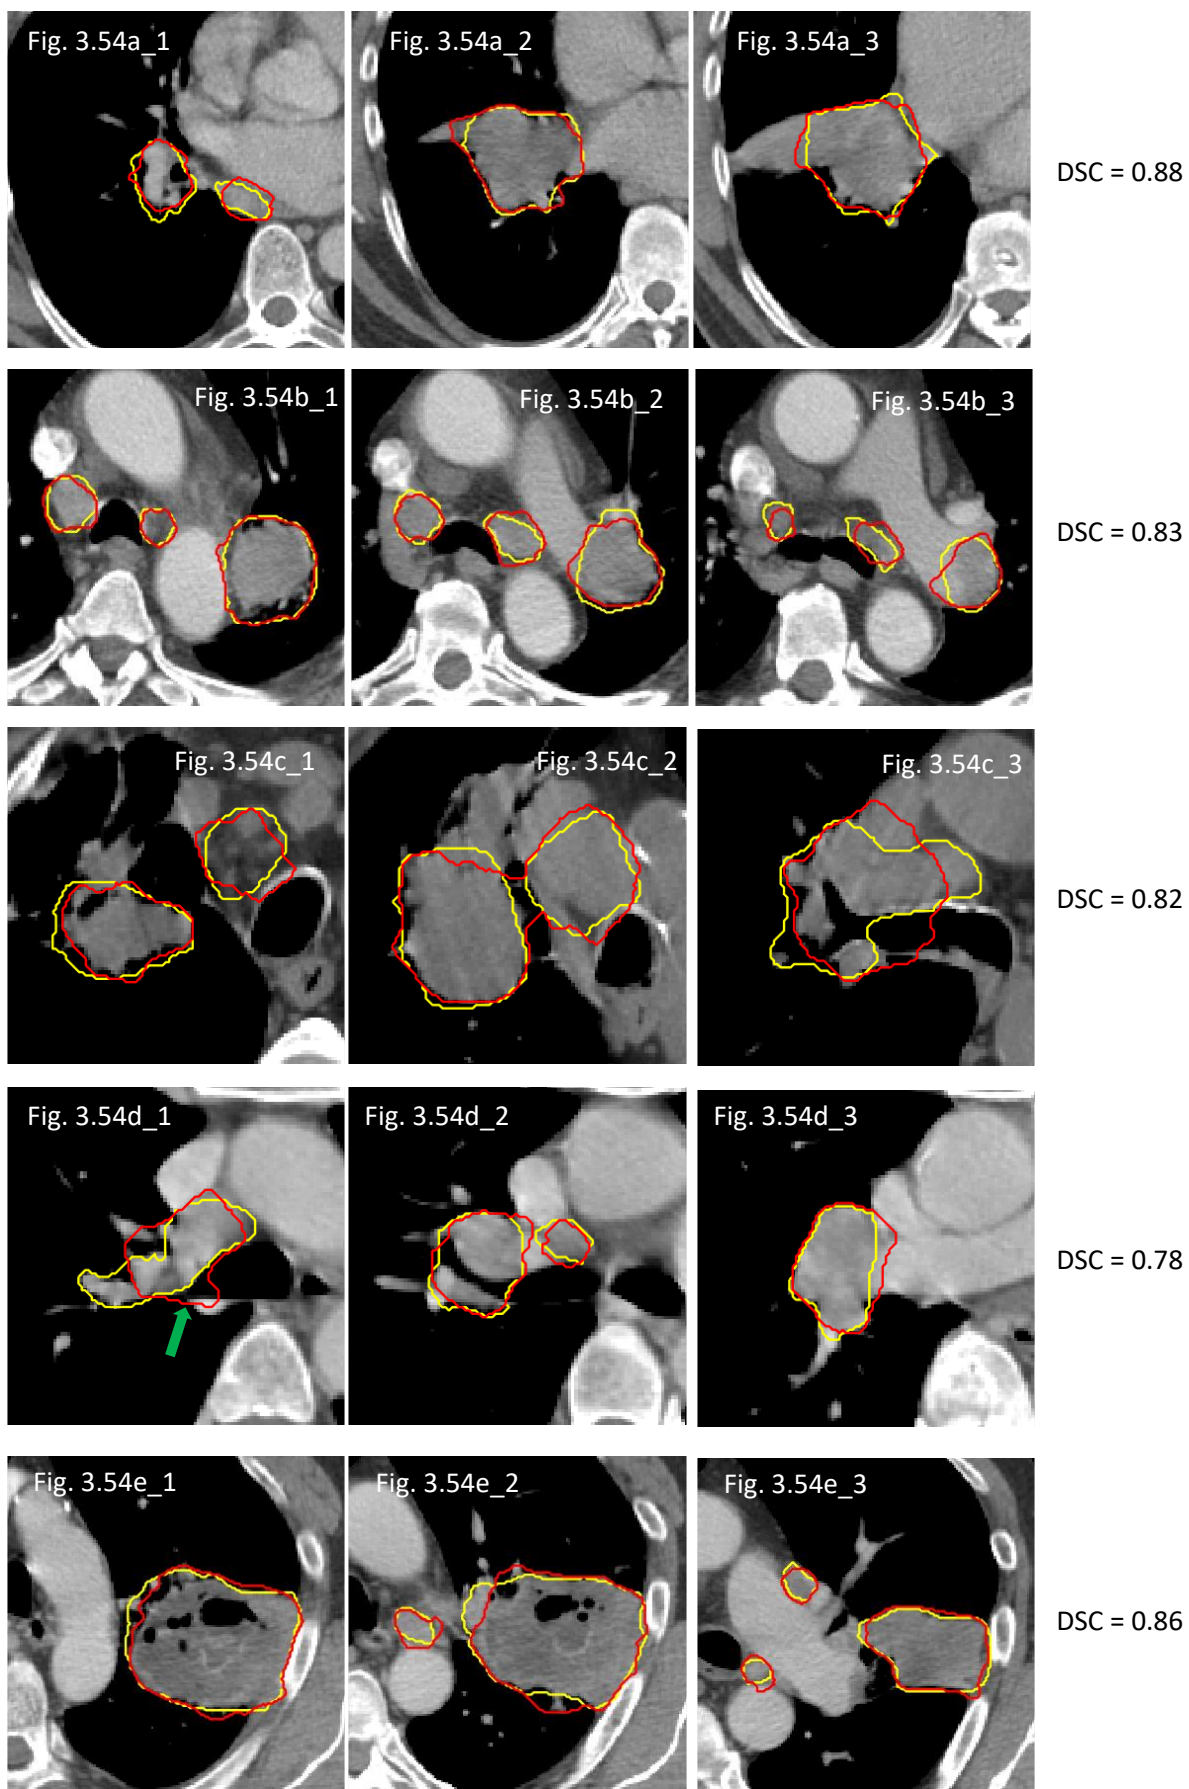 Fig. 3.54a_1
Fig. 3.54a_2
Fig. 3.54a_3
DSC = 0.88
Fig. 3.54b_1
Fig. 3.54b_2
Fig. 3.54b_3
DSC = 0.83
Fig. 3.54c_1
Fig. 3.54c_2
Fig. 3.54c_3
DSC = 0.82
Fig. 3.54d_1
Fig. 3.54d_2
Fig. 3.54d_3
DSC = 0.78
Fig. 3.54e_1
Fig. 3.54e_2
Fig. 3.54e_3
DSC = 0.86